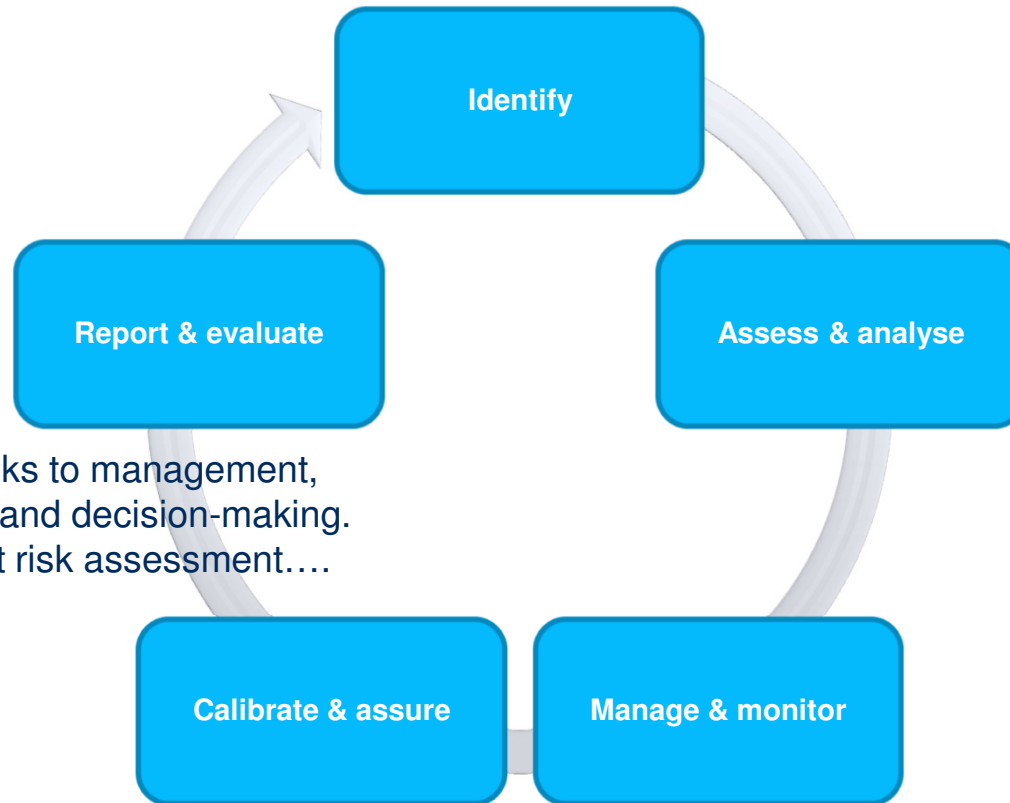 Identify
Report & evaluate
Assess & analyse
ks to management,
and decision-making.
t risk assessment….
Calibrate & assure
Manage & monitor